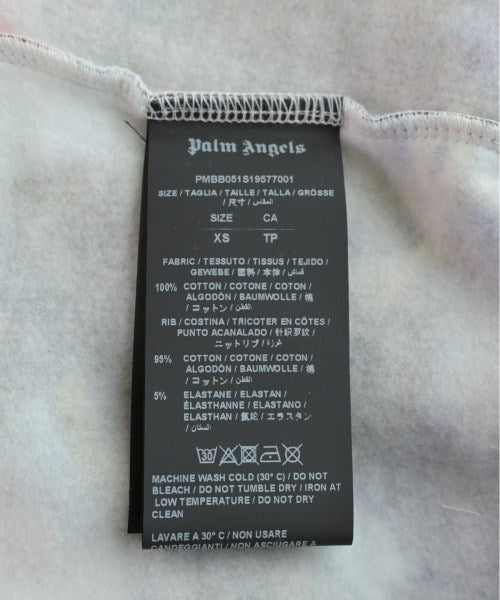 Palm Angels
PMBB051S19577001
SIZE / TAGLIA / TAILLE / TALLA / GRÖSSE
/ 尺寸 / المقاس
SIZE CA
XS TP
FABRIC / TESSUTO / TISSUS / TEJIDO /
GEWEBE / 面料 / 本体 / قماش
100% COTTON / COTONE / COTON /
ALGODÓN / BAUMWOLLE / 棉
/ コットン / القطن
RIB / COSTINA / TRICOTER EN CÔTES /
PUNTO ACANALADO / 针织罗纹 /
ニットリブ / غرزة
95% COTTON / COTONE / COTON /
ALGODÓN / BAUMWOLLE / 棉
/ コットン / القطن
5% ELASTANE / ELASTAN /
ÉLASTHANNE / ELASTANO /
ELASTHAN / 氨纶 / エラスタン
/
30
MACHINE WASH COLD (30° C) / DO NOT
BLEACH / DO NOT TUMBLE DRY / IRON AT
LOW TEMPERATURE / DO NOT DRY
CLEAN
LAVARE A 30° C / NON USARE
CANDEGGIANTI / NON ASCIUGARE A